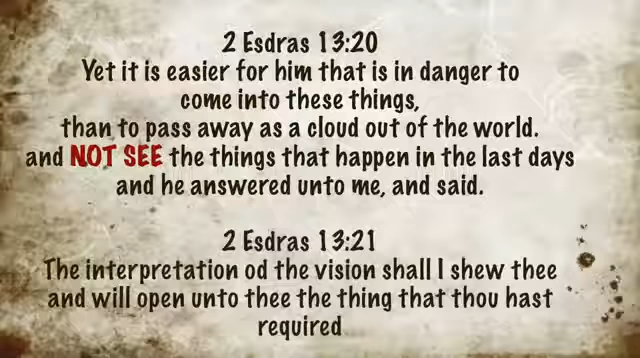 2 Esdras 13:20
Yet it is easier for him that is in danger to
come into these things,
than to pass away as a cloud out of the world.
and NOT SEE the things that happen in the last days
and he answered unto me, and said.
2 Esdras 13:21
The interpretation od the vision shall I shew thee
and will open unto thee the thing that thou hast
required